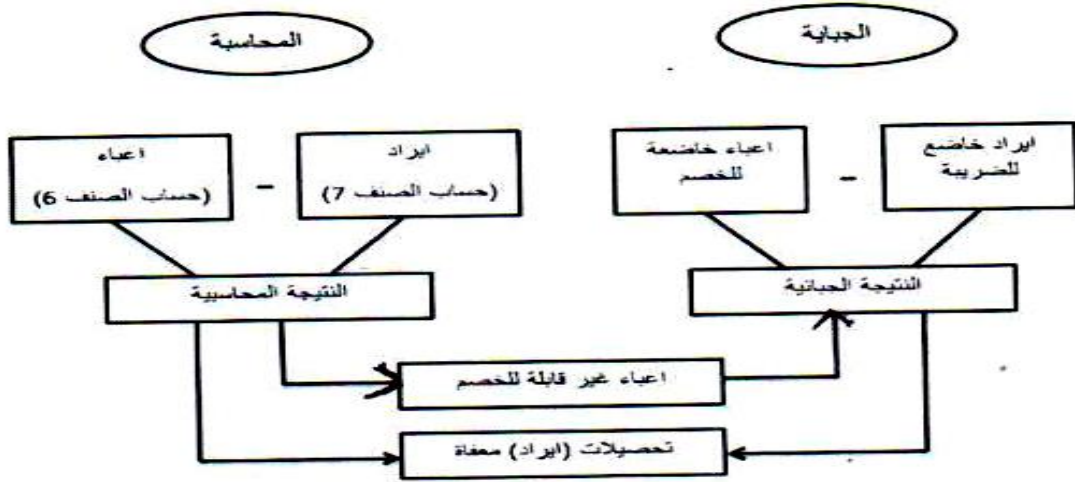 الجباية
المحاسبة
ايراد خاضع
للضريبة
-
اعباء خاضعة
للخصم
ايراد
(حساب الصنف 7)
-
اعباء
(حساب الصنف 6)
النتيجة الجبائية
النتيجة المحاسبية
اعباء غير قابلة للخصم
تحصيلات (ايراد) معفاة